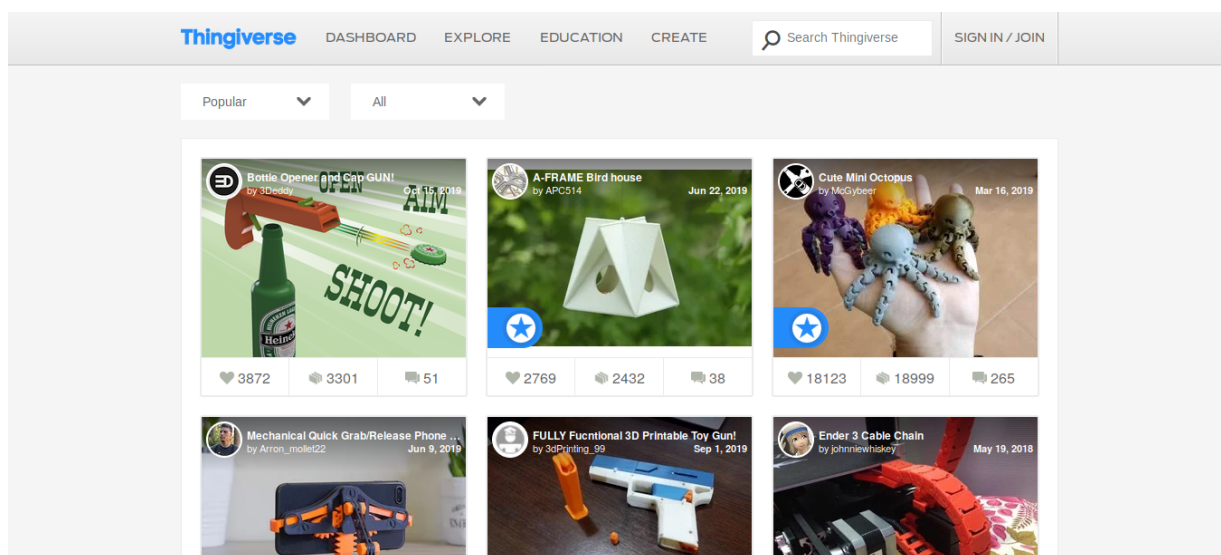 Thingiverse DASHBOARD EXPLORE EDUCATION CREATE Search Thingiverse SIGN IN / JOIN
Popular All
Bottle Opener and Cap GUN!
by 3Deddy Oct 15, 2019
OPEN
AIM
SHOOT!
3872 3301 51
A-FRAME Bird house
by APC514 Jun 22, 2019
2769 2432 38
Cute Mini Octopus
by McGybeer Mar 16, 2019
18123 18999 265
Mechanical Quick Grab/Release Phone ...
by Arron_mollet22 Jun 9, 2019
FULLY Fucntional 3D Printable Toy Gun!
by 3dPrinting_99 Sep 1, 2019
Ender 3 Cable Chain
by johnniewhiskey May 19, 2018